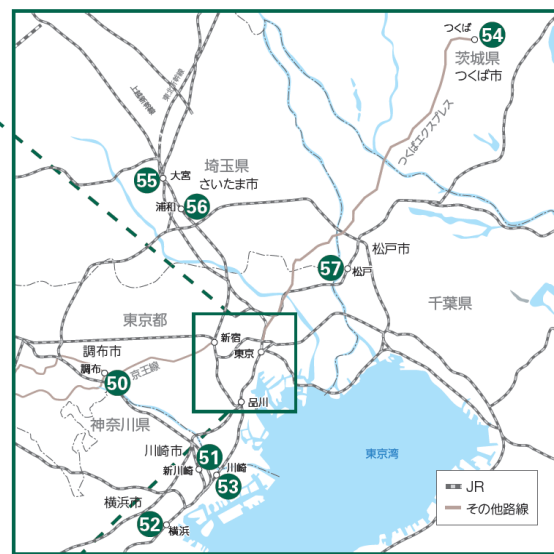 つくば
54
茨城県
つくば市
上越新幹線
東北新幹線
つくばエクスプレス
埼玉県
さいたま市
大宮
55
浦和
56
松戸市
57
松戸
千葉県
東京都
新宿
東京
調布市
調布
京王線
50
品川
神奈川県
川崎市
51
新川崎
川崎
53
東京湾
横浜市
52
横浜
JR
その他路線